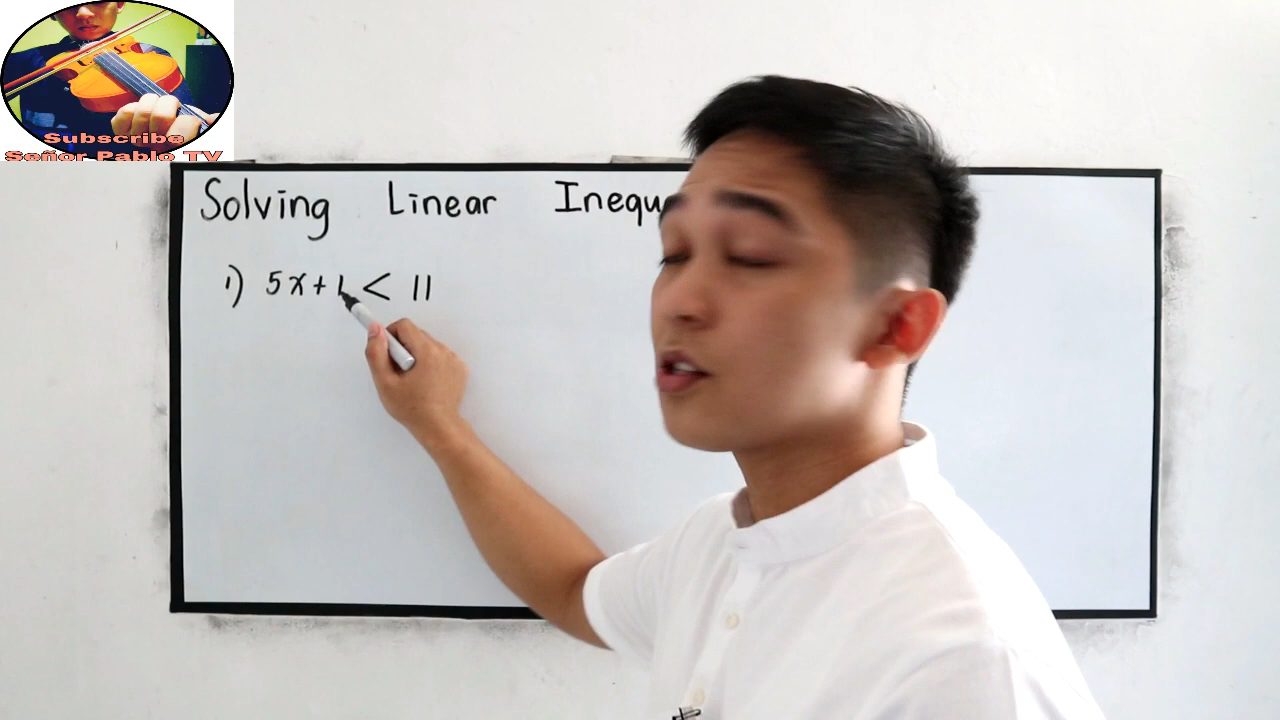 Subscribe
Señor Pablo TV
Solving Linear Inequ
1) 5x+1 < 11